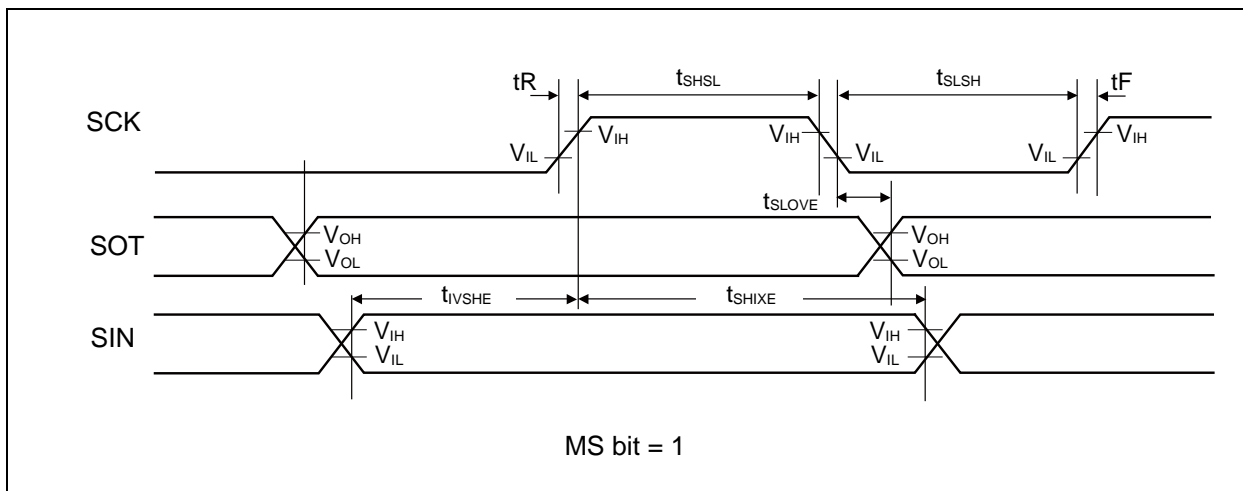 tR tSHSL tSLSH tF
SCK
VIH VIH VIH
VIL VIL VIL
tSLOVE
SOT
VOH VOH
VOL VOL
tIVSHE tSHIXE
SIN
VIH VIH
VIL VIL
MS bit = 1